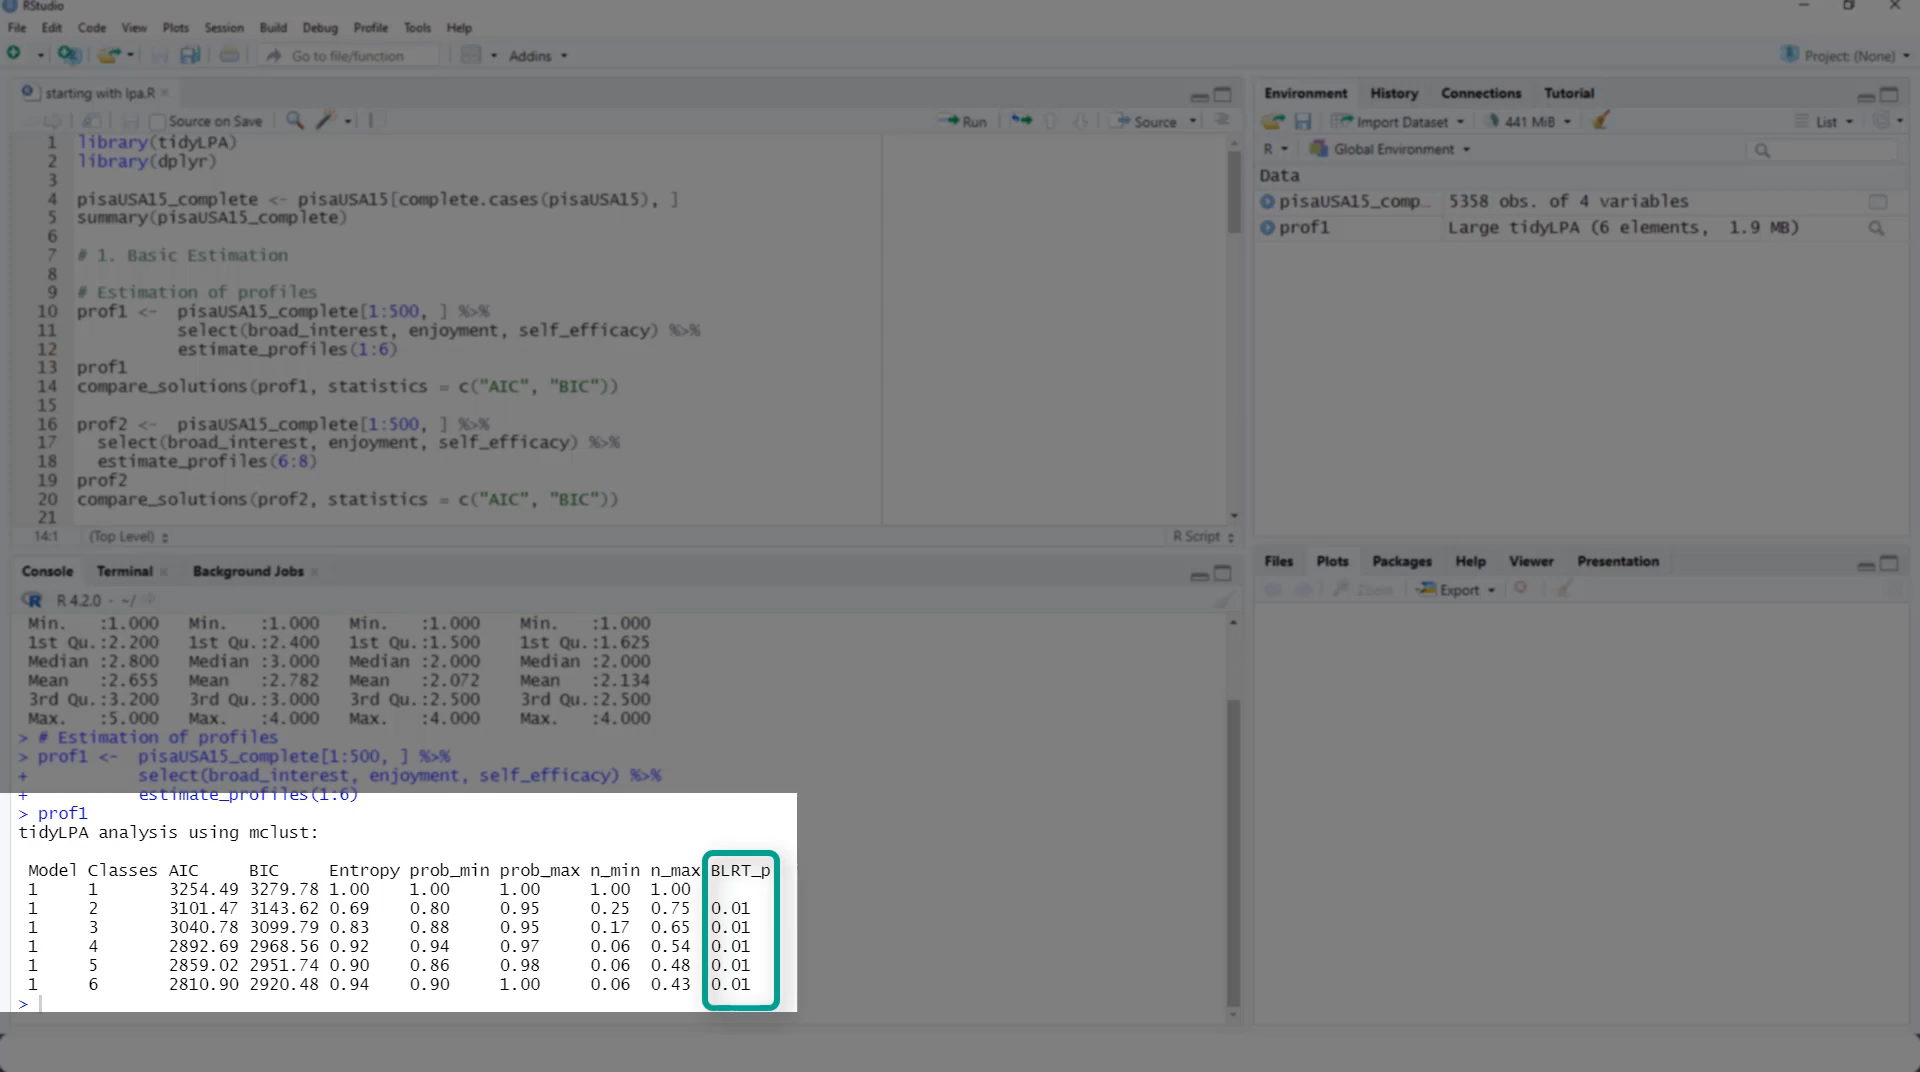 RStudio
File Edit Code View Plots Session Build Debug Profile Tools Help
Go to file/function Addins Project: (None)
starting with lpa.R
Source on Save Run Source
1 library(tidyLPA)
2 library(dplyr)
3
4 pisaUSA15_complete <- pisaUSA15[complete.cases(pisaUSA15), ]
5 summary(pisaUSA15_complete)
6
7 # 1. Basic Estimation
8
9 # Estimation of profiles
10 prof1 <- pisaUSA15_complete[1:500, ] %>%
11 select(broad_interest, enjoyment, self_efficacy) %>%
12 estimate_profiles(1:6)
13 prof1
14 compare_solutions(prof1, statistics = c("AIC", "BIC"))
15
16 prof2 <- pisaUSA15_complete[1:500, ] %>%
17 select(broad_interest, enjoyment, self_efficacy) %>%
18 estimate_profiles(6:8)
19 prof2
20 compare_solutions(prof2, statistics = c("AIC", "BIC"))
21
14:1 (Top Level) R Script
Console Terminal Background Jobs
R 4.2.0 · ~/
Min. :1.000 Min. :1.000 Min. :1.000 Min. :1.000
1st Qu.:2.200 1st Qu.:2.400 1st Qu.:1.500 1st Qu.:1.625
Median :2.800 Median :3.000 Median :2.000 Median :2.000
Mean :2.655 Mean :2.782 Mean :2.072 Mean :2.134
3rd Qu.:3.200 3rd Qu.:3.000 3rd Qu.:2.500 3rd Qu.:2.500
Max. :5.000 Max. :4.000 Max. :4.000 Max. :4.000
> # Estimation of profiles
> prof1 <- pisaUSA15_complete[1:500, ] %>%
+ select(broad_interest, enjoyment, self_efficacy) %>%
+ estimate_profiles(1:6)
> prof1
tidyLPA analysis using mclust:
Model Classes AIC BIC Entropy prob_min prob_max n_min n_max BLRT_p
1 1 3254.49 3279.78 1.00 1.00 1.00 1.00 1.00
1 2 3101.47 3143.62 0.69 0.80 0.95 0.25 0.75 0.01
1 3 3040.78 3099.79 0.83 0.88 0.95 0.17 0.65 0.01
1 4 2892.69 2968.56 0.92 0.94 0.97 0.06 0.54 0.01
1 5 2859.02 2951.74 0.90 0.86 0.98 0.06 0.48 0.01
1 6 2810.90 2920.48 0.94 0.90 1.00 0.06 0.43 0.01
>
Environment History Connections Tutorial
Import Dataset 441 MiB List
R Global Environment
Data
pisaUSA15_comp… 5358 obs. of 4 variables
prof1 Large tidyLPA (6 elements, 1.9 MB)
Files Plots Packages Help Viewer Presentation
Zoom Export